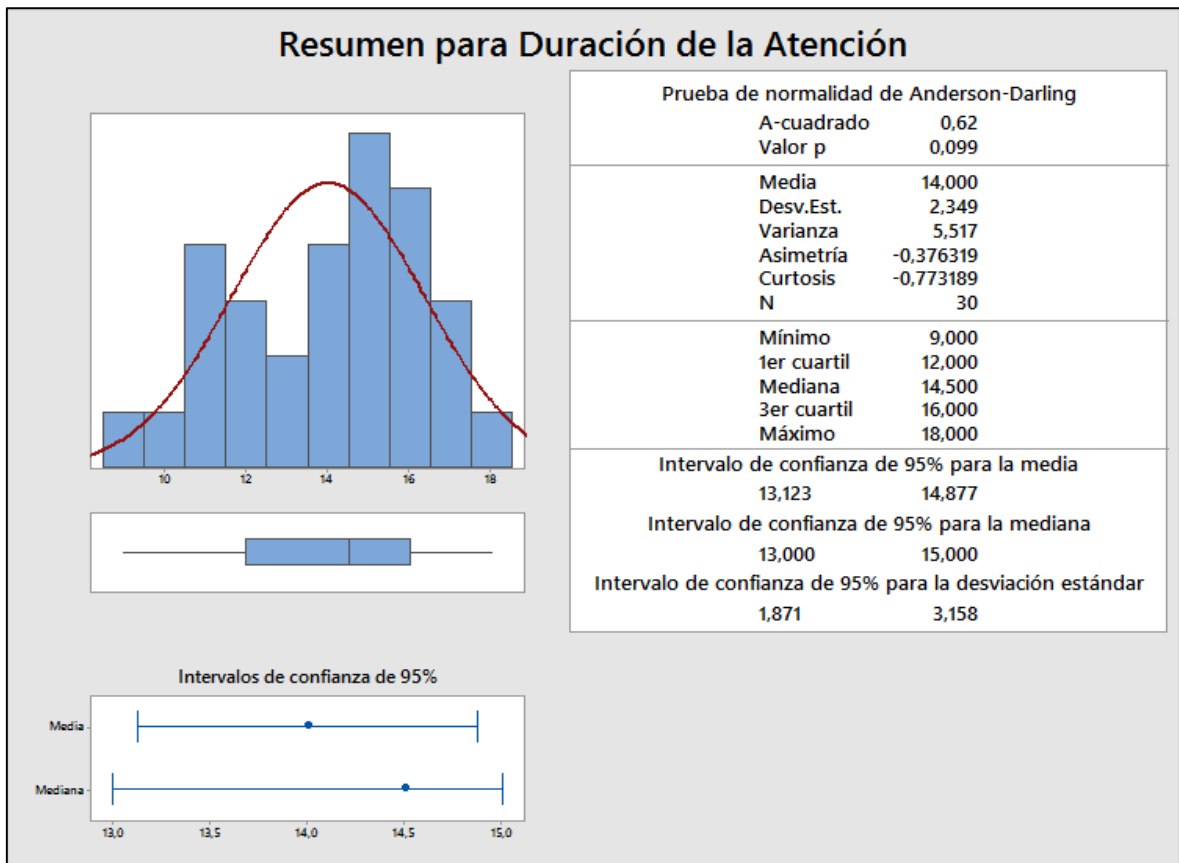 Resumen para Duración de la Atención
10 12 14 16 18
Intervalos de confianza de 95%
Media
Mediana
13,0 13,5 14,0 14,5 15,0
Prueba de normalidad de Anderson-Darling
A-cuadrado 0,62
Valor p 0,099
Media 14,000
Desv.Est. 2,349
Varianza 5,517
Asimetría -0,376319
Curtosis -0,773189
N 30
Mínimo 9,000
1er cuartil 12,000
Mediana 14,500
3er cuartil 16,000
Máximo 18,000
Intervalo de confianza de 95% para la media
13,123 14,877
Intervalo de confianza de 95% para la mediana
13,000 15,000
Intervalo de confianza de 95% para la desviación estándar
1,871 3,158